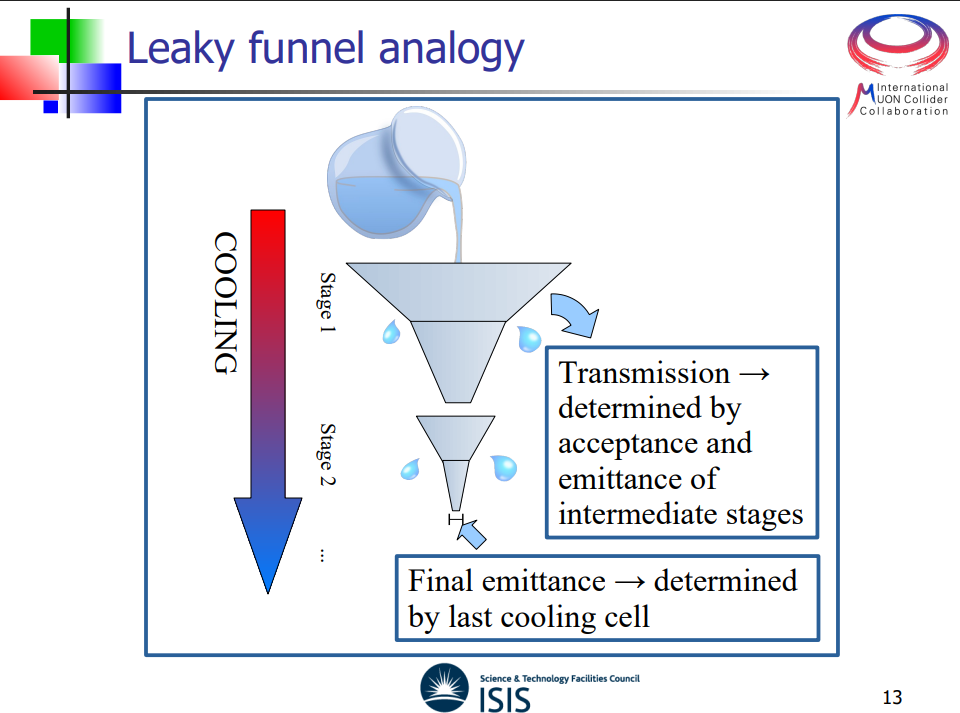 Leaky funnel analogy
International
MUON Collider
Collaboration
COOLING
Stage 1
Stage 2
...
Transmission →
determined by
acceptance and
emittance of
intermediate stages
Final emittance → determined
by last cooling cell
Science & Technology Facilities Council
ISIS
13